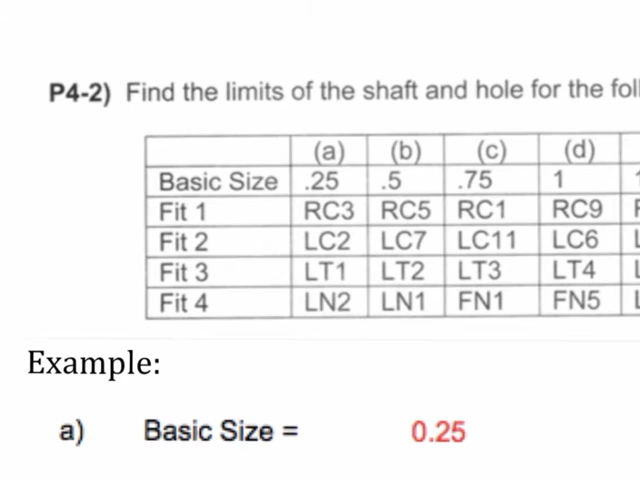 P4-2) Find the limits of the shaft and hole for the
(a) (b) (c) (d)
Basic Size .25 .5 .75 1
Fit 1 RC3 RC5 RC1 RC9
Fit 2 LC2 LC7 LC11 LC6
Fit 3 LT1 LT2 LT3 LT4
Fit 4 LN2 LN1 FN1 FN5
Example:
a) Basic Size = 0.25